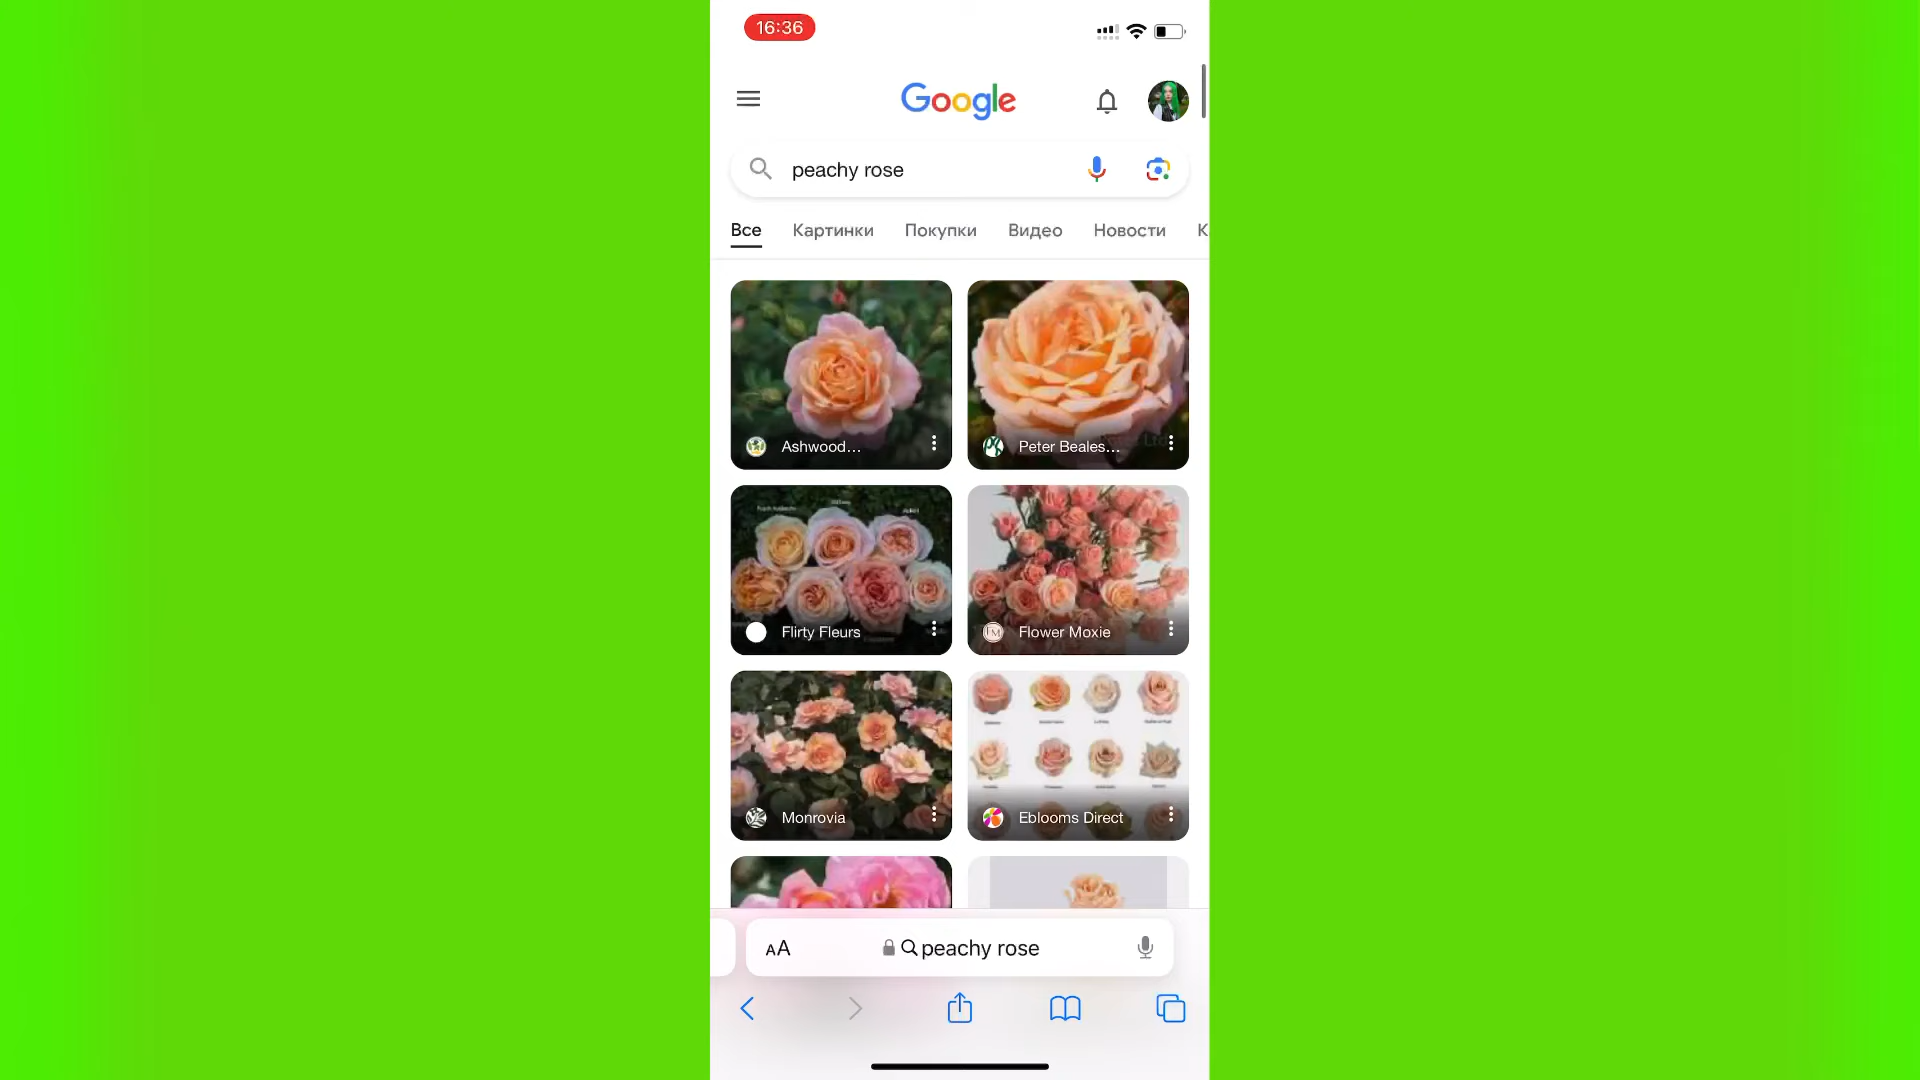 16:36
Google
peachy rose
Все Картинки Покупки Видео Новости К
Ashwood... Peter Beales...
Flirty Fleurs Flower Moxie
Monrovia Eblooms Direct
AA peachy rose